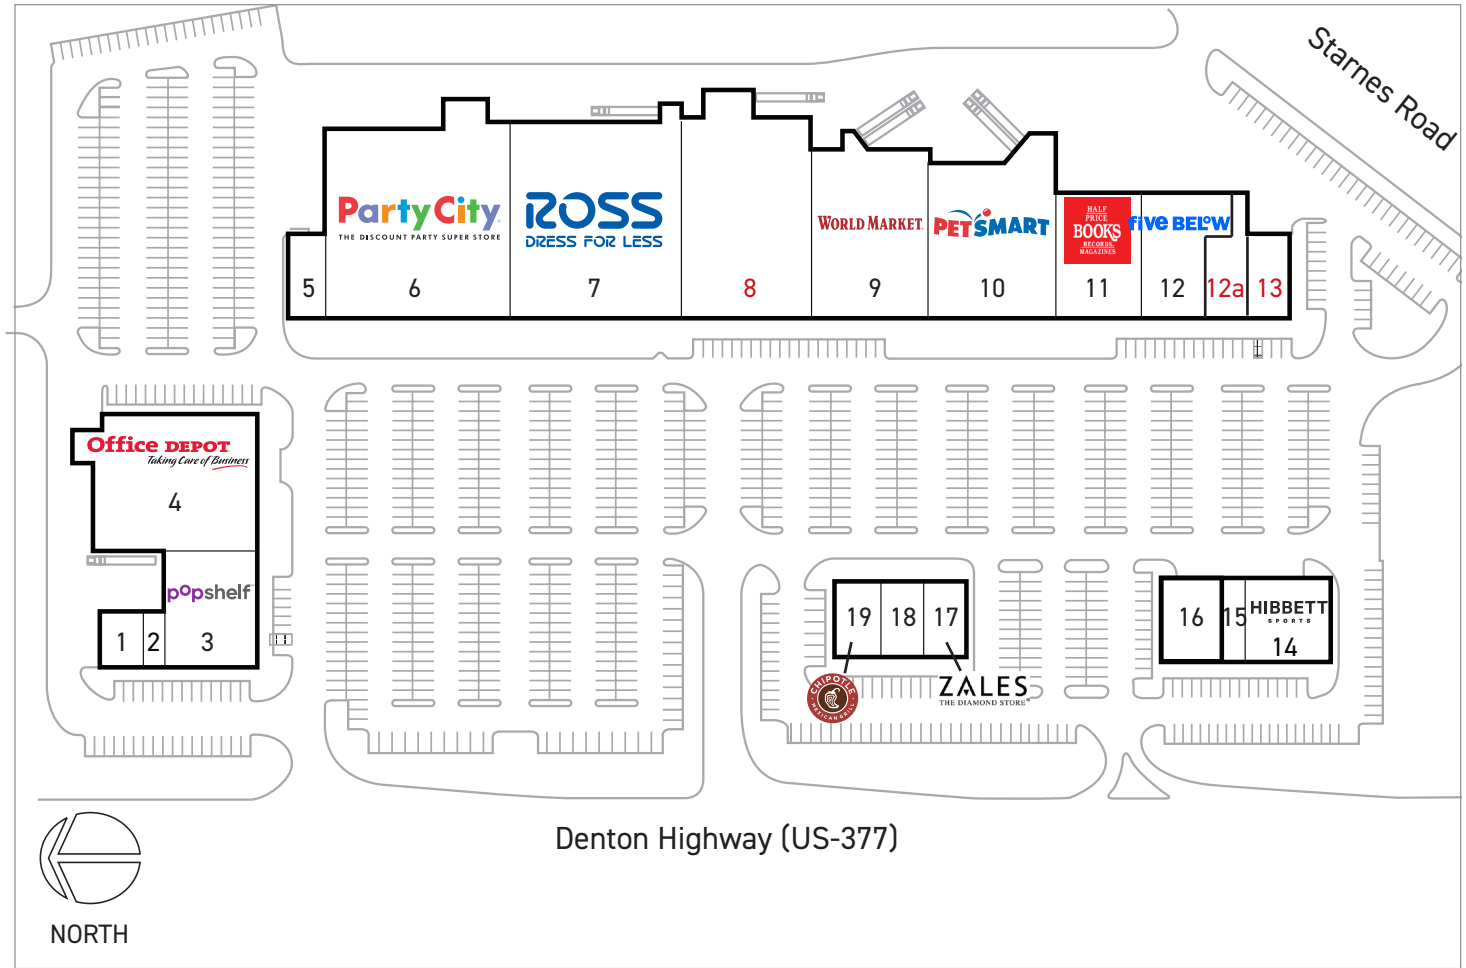 Starnes Road
Party City
THE DISCOUNT PARTY SUPER STORE
ROSS
DRESS FOR LESS
WORLD MARKET.
PETSMART
HALF
PRICE
BOOKS
RECORDS,
MAGAZINES
five BELOW
5
6
7
8
9
10
11
12
12a
13
Office DEPOT
Taking Care of Business
4
popshelf
1
2
3
19
18
17
16
15
HIBBETT
SPORTS
14
CHIPOTLE
MEXICAN GRILL
ZALES
THE DIAMOND STORE
Denton Highway (US-377)
NORTH